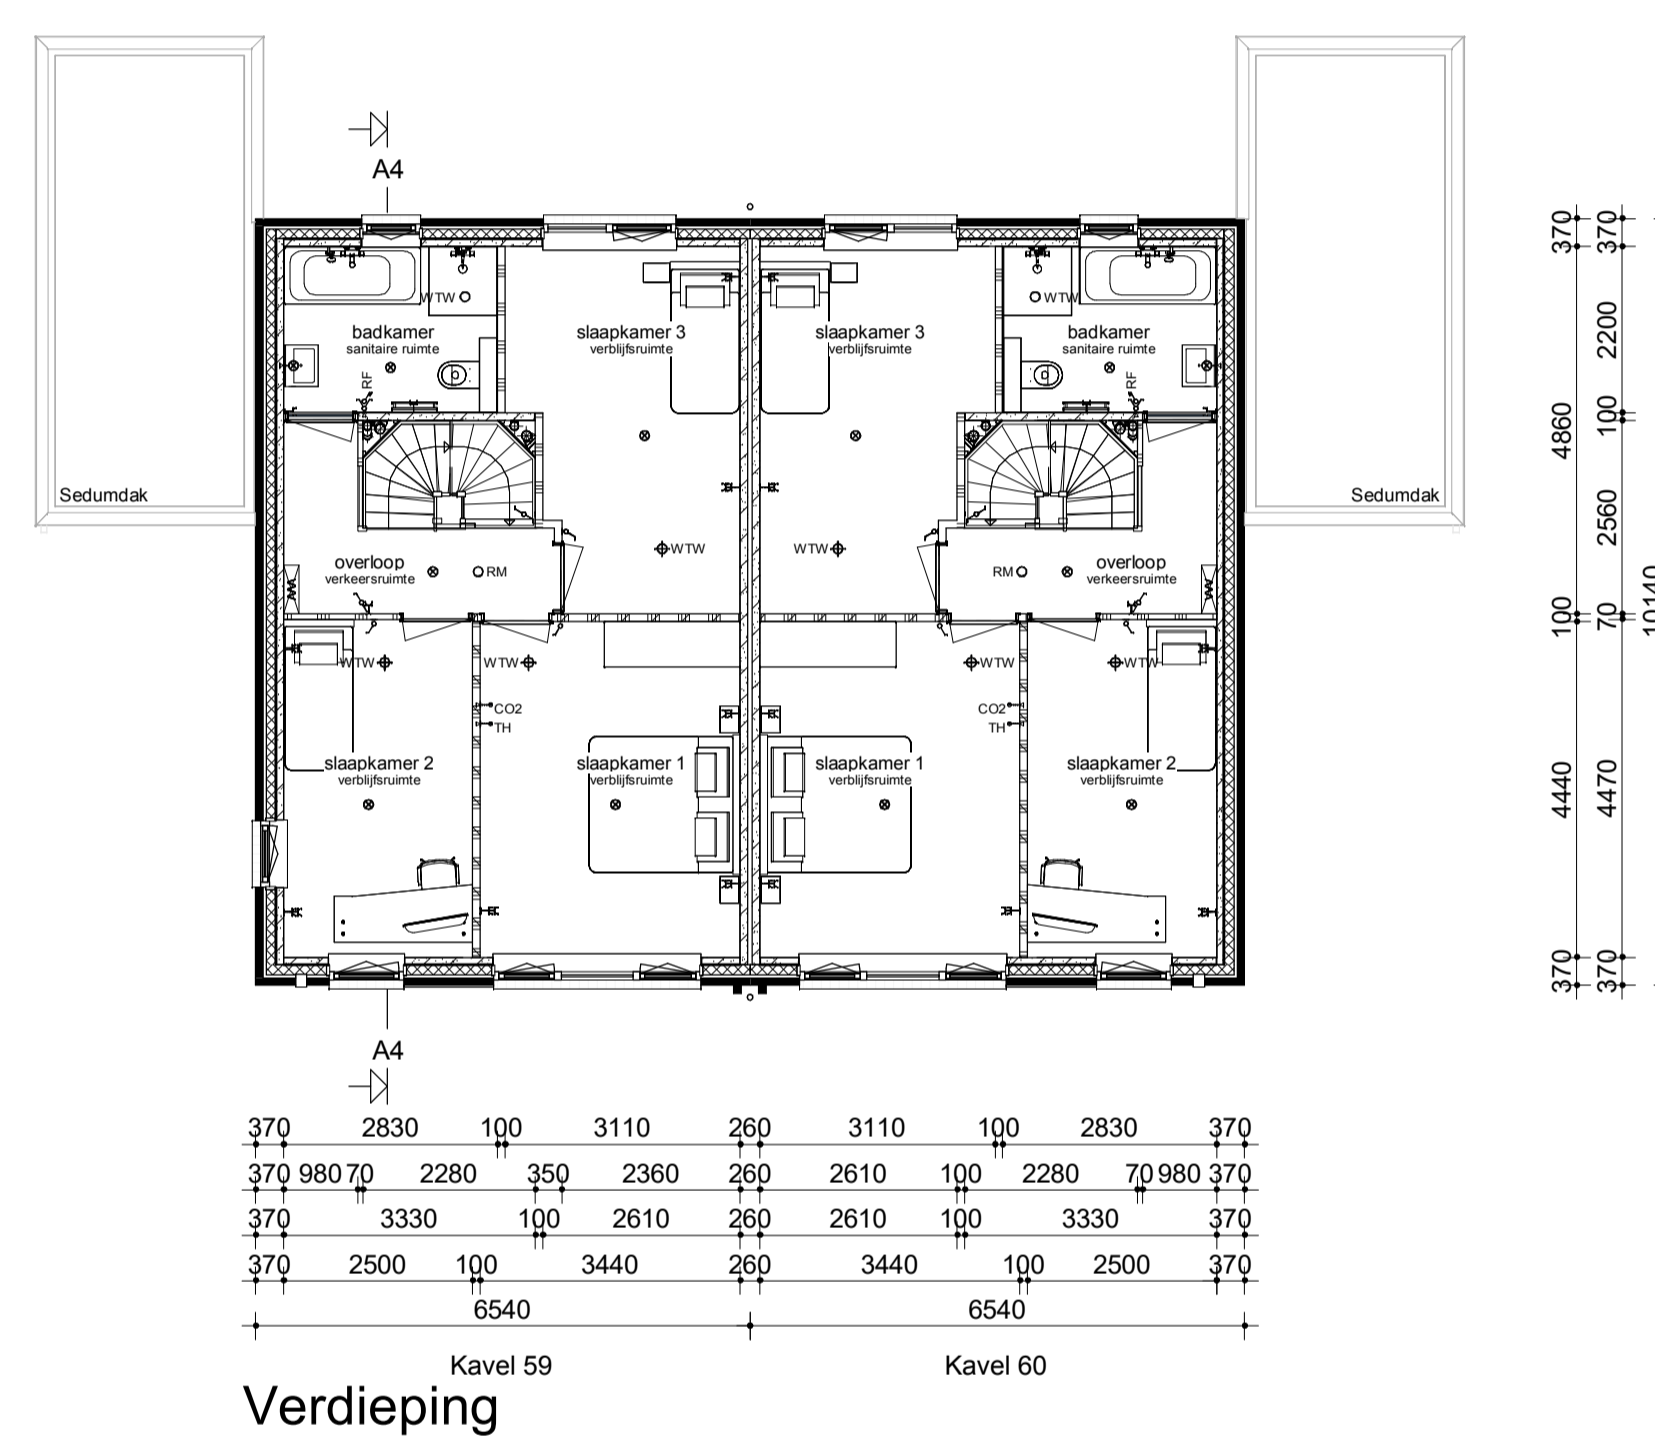 A4
WTW
WTW
badkamer
sanitaire ruimte
slaapkamer 3
verblijfsruimte
slaapkamer 3
verblijfsruimte
badkamer
sanitaire ruimte
RF
RF
Sedumdak
Sedumdak
overloop
verkeersruimte
RM
WTW
WTW
RM
overloop
verkeersruimte
WTW
WTW
WTW
WTW
CO2
TH
CO2
TH
slaapkamer 2
verblijfsruimte
slaapkamer 1
verblijfsruimte
slaapkamer 1
verblijfsruimte
slaapkamer 2
verblijfsruimte
A4
370 4860 100 4440 370
370 2200 100 2560 70 4470 370
10140
370 2830 100 3110 260 3110 100 2830 370
370 980 70 2280 350 2360 260 2610 100 2280 70 980 370
370 3330 100 2610 260 2610 100 3330 370
370 2500 100 3440 260 3440 100 2500 370
6540 6540
Kavel 59 Kavel 60
Verdieping